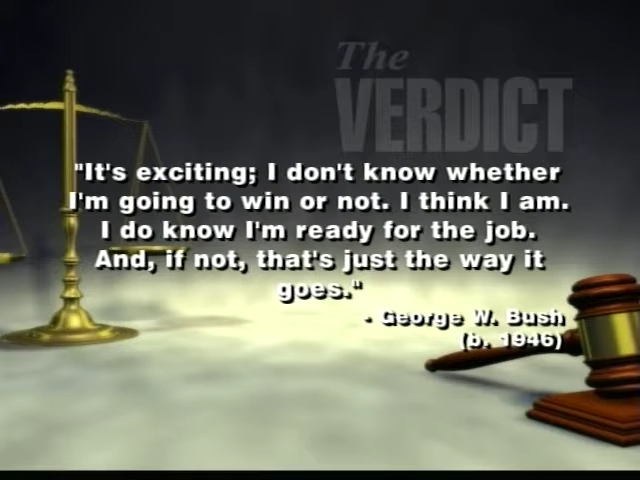 The
VERDICT
"It's exciting; I don't know whether
I'm going to win or not. I think I am.
I do know I'm ready for the job.
And, if not, that's just the way it
goes."
- George W. Bush
(b. 1946)